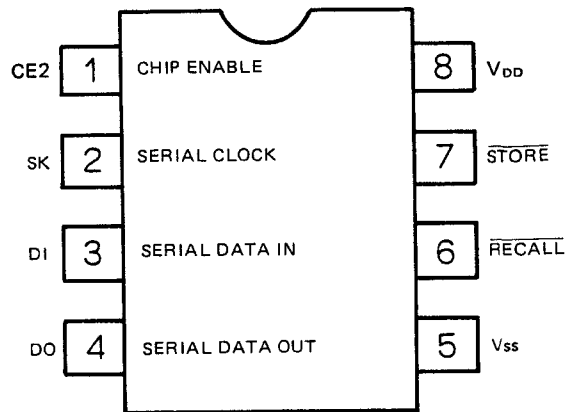 CE2 1 CHIP ENABLE 8 VDD
SK 2 SERIAL CLOCK 7 STORE
DI 3 SERIAL DATA IN 6 RECALL
DO 4 SERIAL DATA OUT 5 Vss